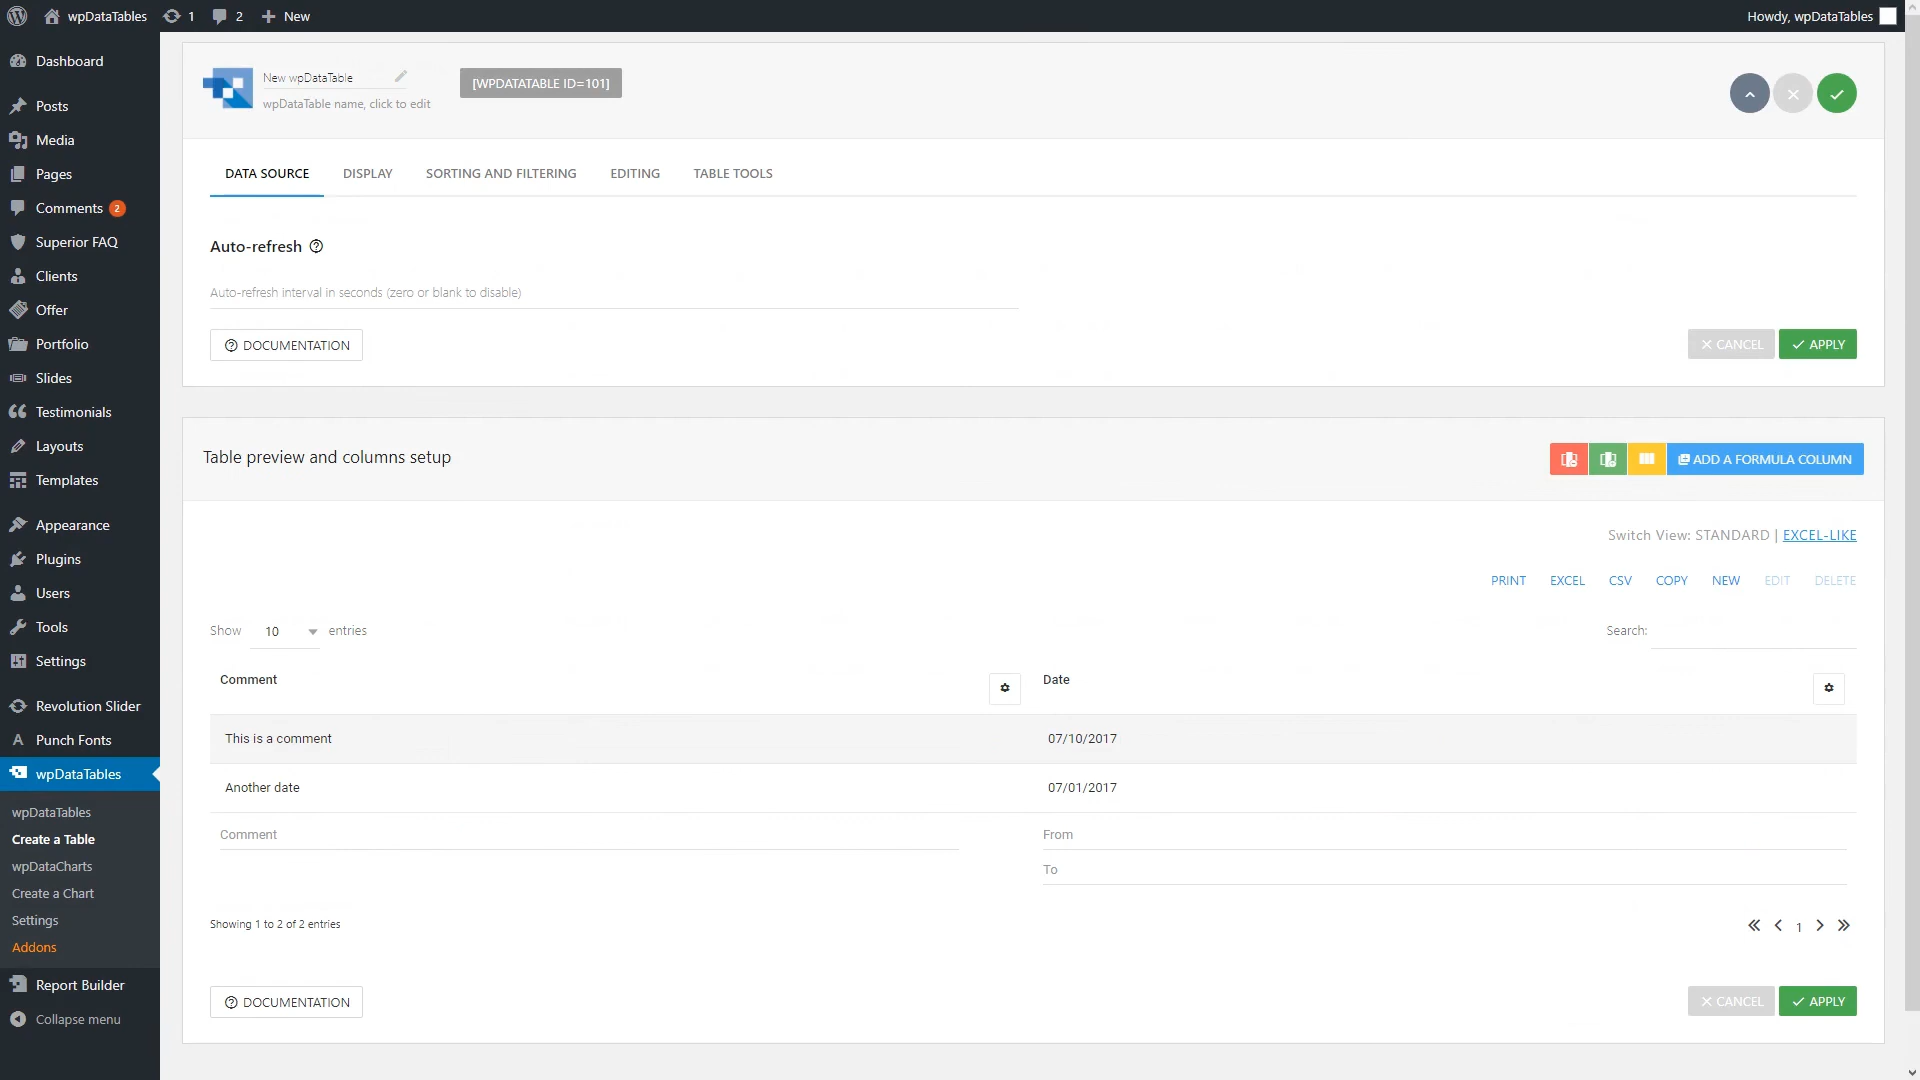 wpDataTables 1 2 New Howdy, wpDataTables
Dashboard
Posts
Media
Pages
Comments 2
Superior FAQ
Clients
Offer
Portfolio
Slides
Testimonials
Layouts
Templates
Appearance
Plugins
Users
Tools
Settings
Revolution Slider
Punch Fonts
wpDataTables
wpDataTables
Create a Table
wpDataCharts
Create a Chart
Settings
Addons
Report Builder
Collapse menu
New wpDataTable
wpDataTable name, click to edit
[WPDATATABLE ID=101]
DATA SOURCE DISPLAY SORTING AND FILTERING EDITING TABLE TOOLS
Auto-refresh
Auto-refresh interval in seconds (zero or blank to disable)
DOCUMENTATION CANCEL APPLY
Table preview and columns setup ADD A FORMULA COLUMN
Switch View: STANDARD | EXCEL-LIKE
PRINT EXCEL CSV COPY NEW EDIT DELETE
Show 10 entries Search:
Comment Date
This is a comment 07/10/2017
Another date 07/01/2017
Comment From
To
Showing 1 to 2 of 2 entries 1
DOCUMENTATION CANCEL APPLY